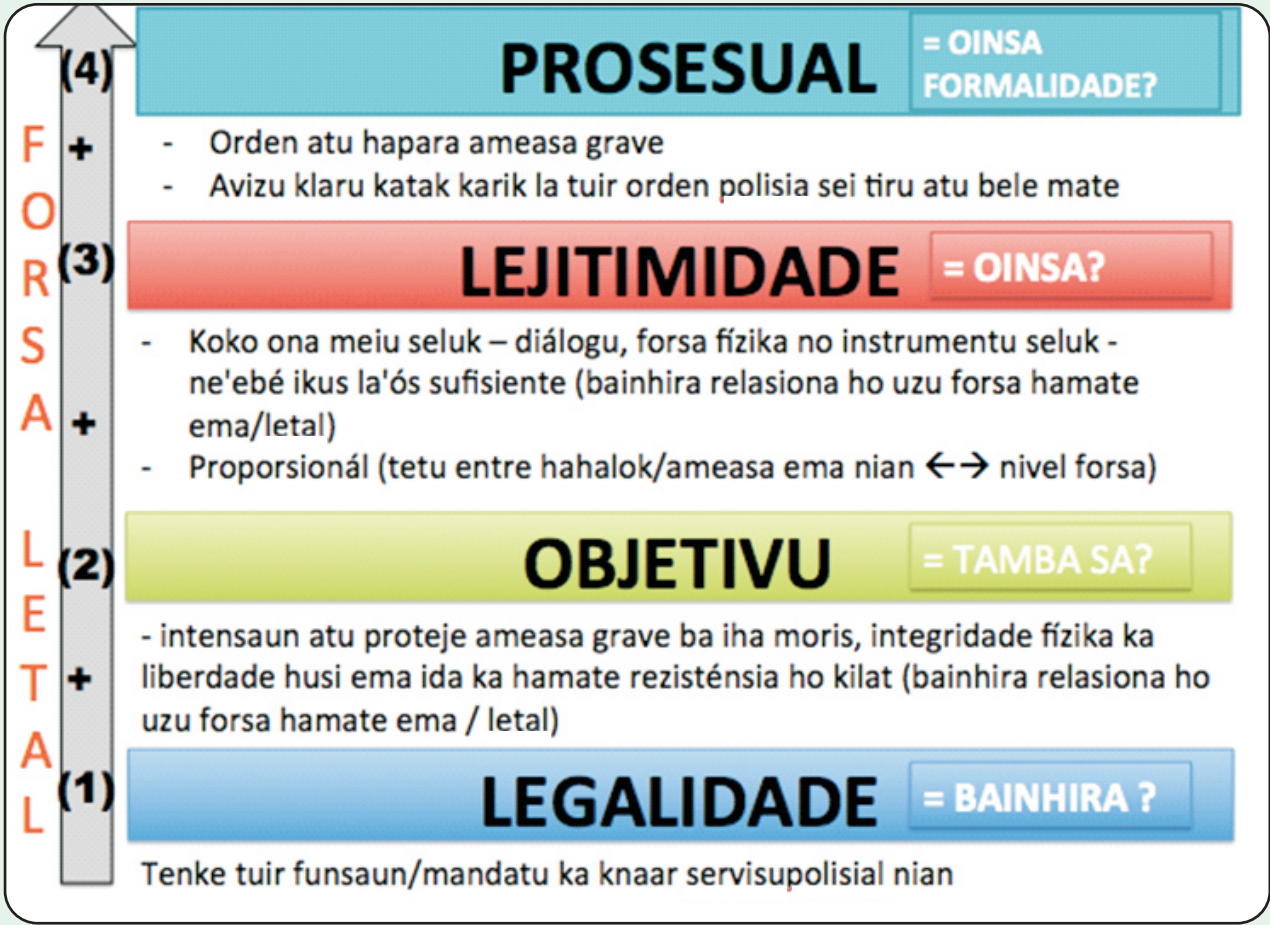 (4)
PROSESUAL
= OINSA
FORMALIDADE?
- Orden atu hapara ameasa grave
- Avizu klaru katak karik la tuir orden polisia sei tiru atu bele mate
+
(3)
LEJITIMIDADE
= OINSA?
- Koko ona meiu seluk – diálogu, forsa fízika no instrumentu seluk -
ne'ebé ikus la'ós sufisiente (bainhira relasiona ho uzu forsa hamate
ema/letal)
- Proporsionál (tetu entre hahalok/ameasa ema nian ←→ nivel forsa)
+
(2)
OBJETIVU
= TAMBA SA?
- intensaun atu proteje ameasa grave ba iha moris, integridade fízika ka
liberdade husi ema ida ka hamate rezisténsia ho kilat (bainhira relasiona ho
uzu forsa hamate ema / letal)
+
(1)
LEGALIDADE
= BAINHIRA ?
Tenke tuir funsaun/mandatu ka knaar servisupolisial nian
FORSA LETAL